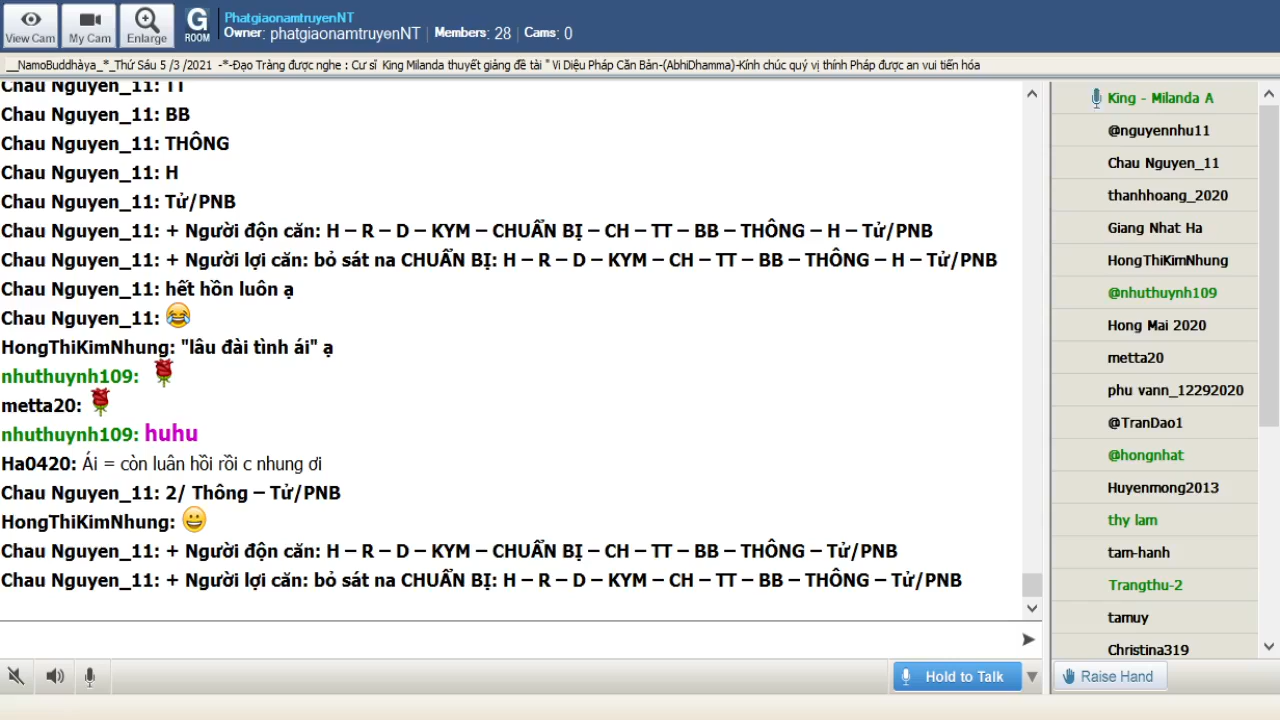 PhatgiaonamtruyenNT
Owner: phatgiaonamtruyenNT | Members: 28 | Cams: 0
View Cam
My Cam
Enlarge
G
ROOM
__NamoBuddhàya_*_Thứ Sáu 5 /3 /2021 -*-Đạo Tràng được nghe : Cư sĩ King Milanda thuyết giảng đề tài " Vi Diệu Pháp Căn Bản-(AbhiDhamma)-Kính chúc quý vị thính Pháp được an vui tiến hóa
Chau Nguyen_11: TT
Chau Nguyen_11: BB
Chau Nguyen_11: THÔNG
Chau Nguyen_11: H
Chau Nguyen_11: Tử/PNB
Chau Nguyen_11: + Người độn căn: H – R – D – KYM – CHUẨN BỊ – CH – TT – BB – THÔNG – H – Tử/PNB
Chau Nguyen_11: + Người lợi căn: bỏ sát na CHUẨN BỊ: H – R – D – KYM – CH – TT – BB – THÔNG – H – Tử/PNB
Chau Nguyen_11: hết hồn luôn ạ
Chau Nguyen_11:
HongThiKimNhung: "lâu đài tình ái" ạ
nhuthuynh109:
metta20:
nhuthuynh109: huhu
Ha0420: Ái = còn luân hồi rồi c nhung ơi
Chau Nguyen_11: 2/ Thông – Tử/PNB
HongThiKimNhung:
Chau Nguyen_11: + Người độn căn: H – R – D – KYM – CHUẨN BỊ – CH – TT – BB – THÔNG – Tử/PNB
Chau Nguyen_11: + Người lợi căn: bỏ sát na CHUẨN BỊ: H – R – D – KYM – CH – TT – BB – THÔNG – Tử/PNB
King - Milanda A
@nguyennhu11
Chau Nguyen_11
thanhhoang_2020
Giang Nhat Ha
HongThiKimNhung
@nhuthuynh109
Hong Mai 2020
metta20
phu vann_12292020
@TranDao1
@hongnhat
Huyenmong2013
thy lam
tam-hanh
Trangthu-2
tamuy
Christina319
Hold to Talk
Raise Hand